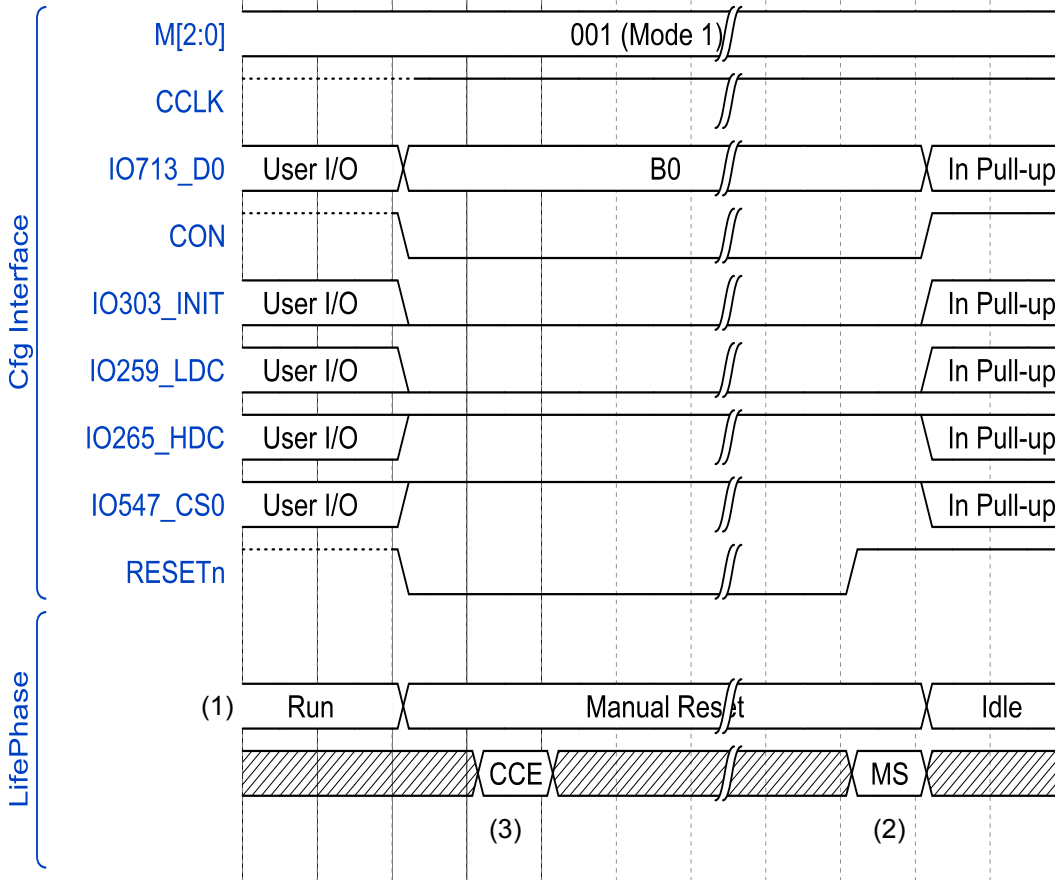 M[2:0] 001 (Mode 1)
CCLK
IO713_D0 User I/O B0 In Pull-up
CON
IO303_INIT User I/O In Pull-up
IO259_LDC User I/O In Pull-up
IO265_HDC User I/O In Pull-up
IO547_CS0 User I/O In Pull-up
RESETn
Cfg Interface
(1) Run Manual Reset Idle
CCE MS
(3) (2)
LifePhase